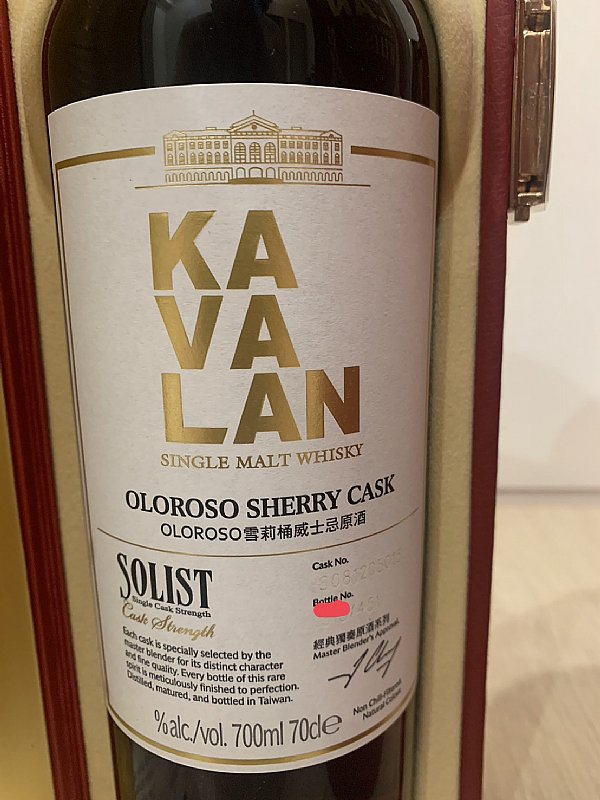 KA
VA
LAN
SINGLE MALT WHISKY
OLOROSO SHERRY CASK
OLOROSO雪莉桶威士忌原酒
SOLIST
Single Cask Strength
Cask Strength
Each cask is specially selected by the
master blender for its distinct character
and fine quality. Every bottle of this rare
spirit is meticulously finished to perfection.
Distilled, matured, and bottled in Taiwan.
Cask No.
Bottle No.
經典獨奏原酒系列
Master Blender's Approval
Non Chill-Filtered
Natural Colour
%alc./vol. 700ml 70cl e